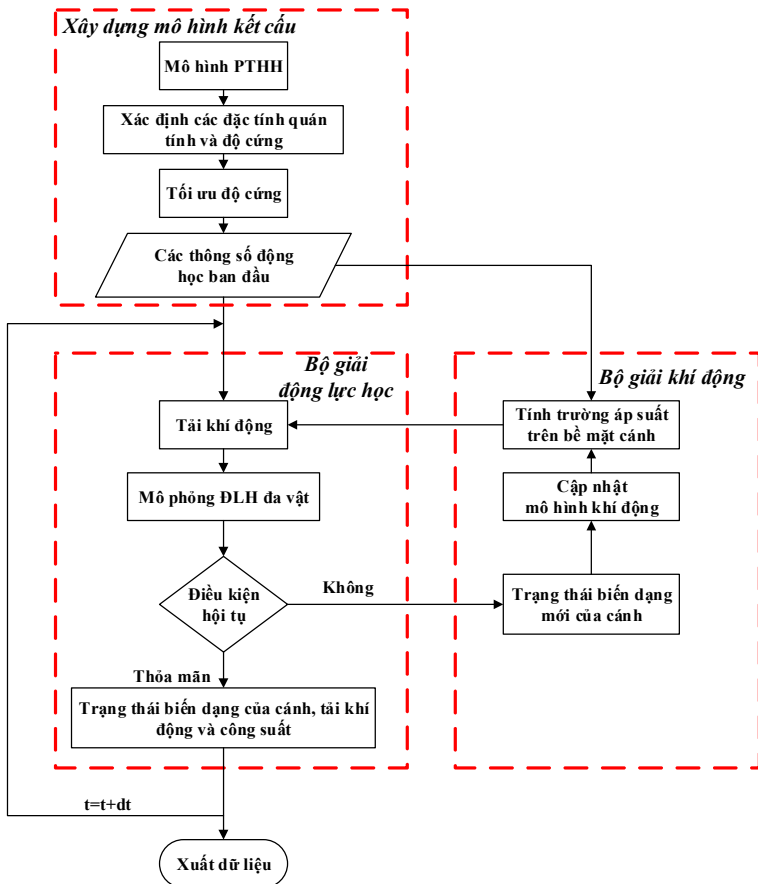 Xây dựng mô hình kết cấu
Mô hình PTHH
Xác định các đặc tính quán
tính và độ cứng
Tối ưu độ cứng
Các thông số động
học ban đầu
Bộ giải
động lực học
Bộ giải khí động
Tải khí động
Tính trường áp suất
trên bề mặt cánh
Mô phỏng ĐLH đa vật
Cập nhật
mô hình khí động
Điều kiện
hội tụ
Không
Trạng thái biến dạng
mới của cánh
Thỏa mãn
Trạng thái biến dạng của cánh, tải khí
động và công suất
t=t+dt
Xuất dữ liệu